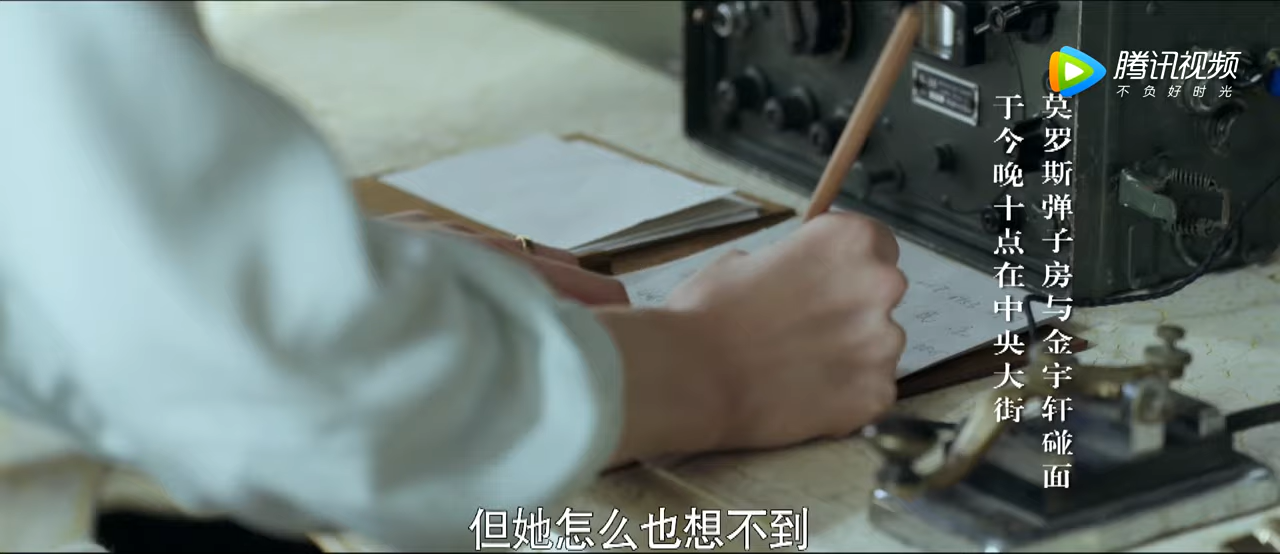 腾讯视频
不负好时光
莫罗斯弹子房与金宇轩碰面
于今晚十点在中央大街
但她怎么也想不到